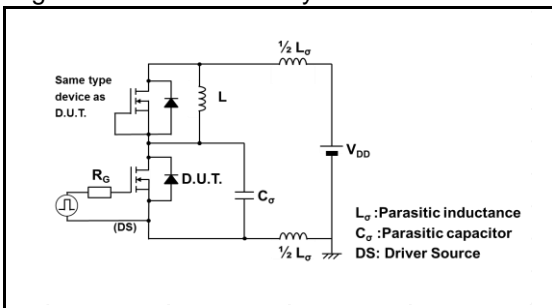 ½ Lσ
Same type
device as
D.U.T.
L
VDD
RG
D.U.T.
Cσ
(DS)
½ Lσ
Lσ :Parasitic inductance
Cσ :Parasitic capacitor
DS: Driver Source